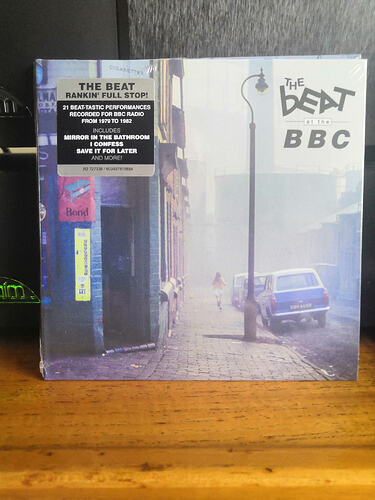 THE BEAT
RANKIN' FULL STOP!
21 BEAT-TASTIC PERFORMANCES
RECORDED FOR BBC RADIO
FROM 1979 TO 1982
INCLUDES
MIRROR IN THE BATHROOM
I CONFESS
SAVE IT FOR LATER
AND MORE!
THE
BEAT
at the
BBC
Bond